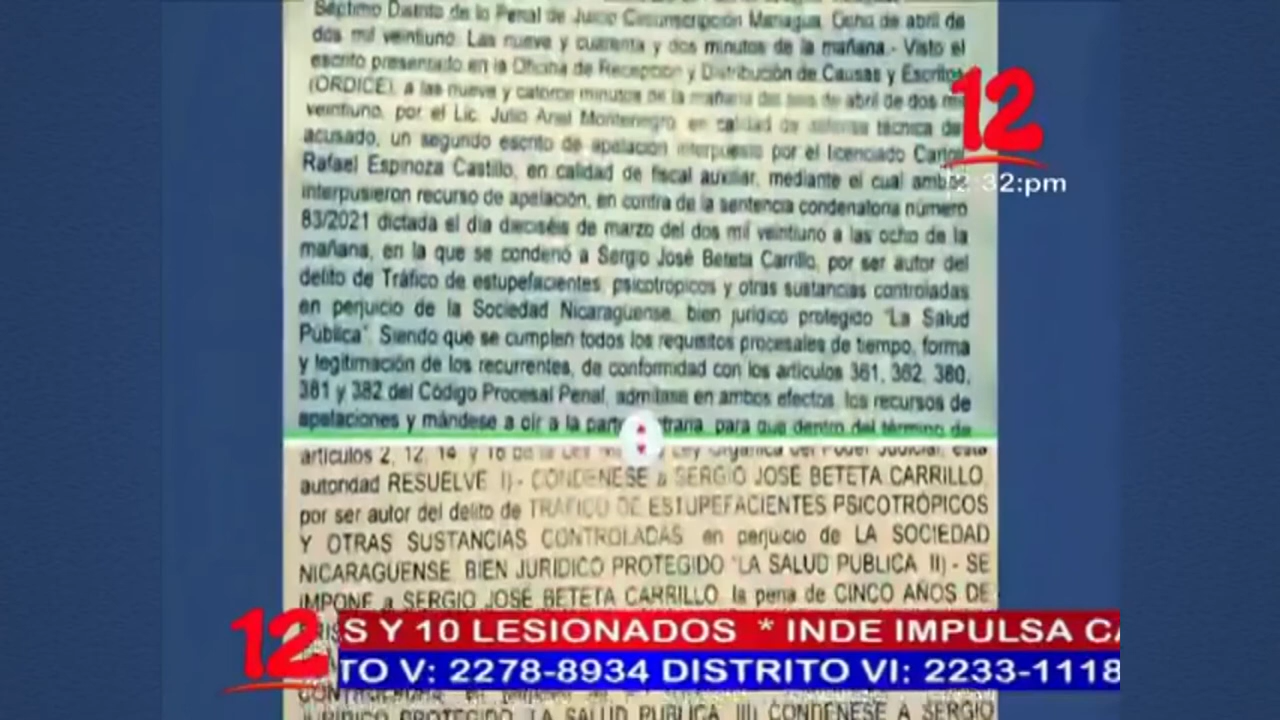 Séptimo Distrito de lo Penal de Juicio Circunscripción Managua. Ocho de abril de
dos mil veintiuno. Las nueve y cuarenta y dos minutos de la mañana.- Visto el
escrito presentado en la Oficina de Recepción y Distribución de Causas y Escritos
(ORDICE), a las nueve y catorce minutos de la mañana del seis de abril de dos mil
veintiuno, por el Lic. Julio Ariel Montenegro, en calidad de defensa técnica de
acusado, un segundo escrito de apelación interpuesto por el licenciado Carlos
Rafael Espinoza Castillo, en calidad de fiscal auxiliar, mediante el cual ambos
interpusieron recurso de apelación, en contra de la sentencia condenatoria número
83/2021 dictada el día dieciséis de marzo del dos mil veintiuno a las ocho de la
mañana, en la que se condenó a Sergio José Beteta Carrillo, por ser autor del
delito de Tráfico de estupefacientes, psicotrópicos y otras sustancias controladas
en perjuicio de la Sociedad Nicaragüense, bien jurídico protegido "La Salud
Pública". Siendo que se cumplen todos los requisitos procesales de tiempo, forma
y legitimación de los recurrentes, de conformidad con los artículos 361, 362, 380,
381 y 382 del Código Procesal Penal, admítase en ambos efectos, los recursos de
apelaciones y mándese a oír a la parte contraria, para que dentro del término de
artículos 2, 12, 14 y 18 de la Ley Orgánica del Poder Judicial, esta
autoridad RESUELVE I)- CONDENESE a SERGIO JOSÉ BETETA CARRILLO
por ser autor del delito de TRAFICO DE ESTUPEFACIENTES PSICOTRÓPICOS
Y OTRAS SUSTANCIAS CONTROLADAS en perjuicio de LA SOCIEDAD
NICARAGUENSE BIEN JURIDICO PROTEGIDO "LA SALUD PUBLICA II)- SE
IMPONE a SERGIO JOSÉ BETETA CARRILLO la pena de CINCO AÑOS DE
JURIDICO PROTEGIDO LA SALUD PUBLICA III) CONDENESE A SERGIO
12
2:32:pm
12
S Y 10 LESIONADOS * INDE IMPULSA CA
TO V: 2278-8934 DISTRITO VI: 2233-1118